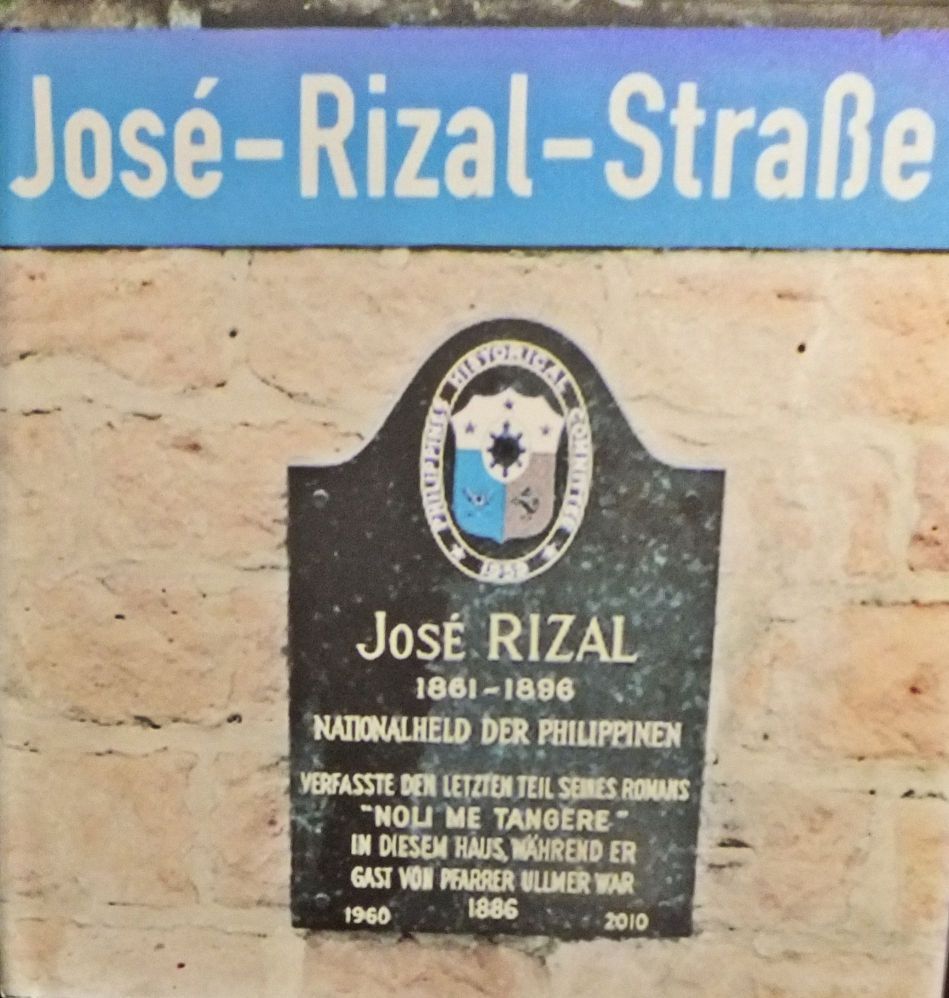 José-Rizal-Straße
PHILIPPINES HISTORICAL COMMITTEE
José RIZAL
1861-1896
NATIONALHELD DER PHILIPPINEN
VERFASSTE DEN LETZTEN TEIL SEINES ROMANS
"NOLI ME TANGERE"
IN DIESEM HAUS, WÄHREND ER
GAST VON PFARRER ULLMER WAR
1886
1960 2010